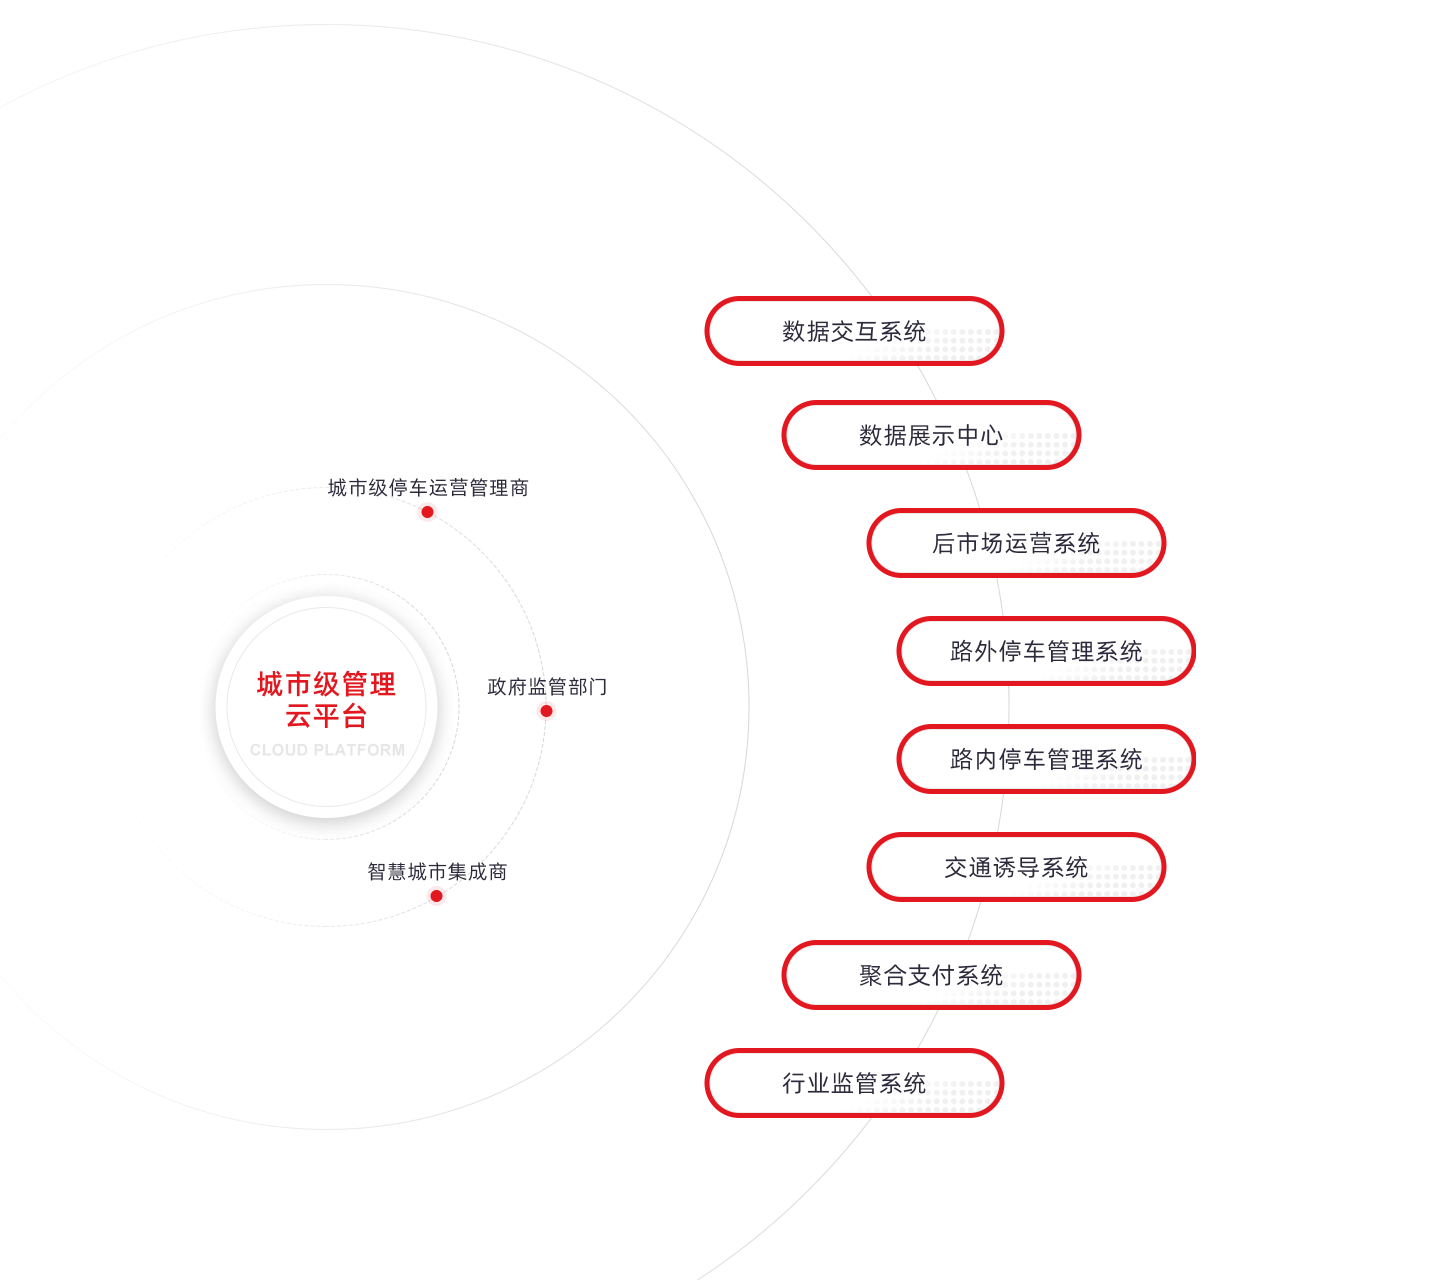 城市级停车运营管理商
城市级管理
云平台
CLOUD PLATFORM
政府监管部门
智慧城市集成商
数据交互系统
数据展示中心
后市场运营系统
路外停车管理系统
路内停车管理系统
交通诱导系统
聚合支付系统
行业监管系统